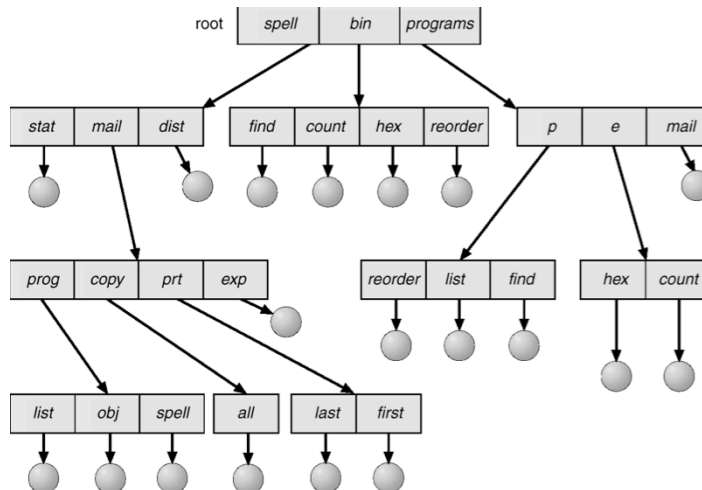 root spell bin programs
stat mail dist find count hex reorder p e mail
prog copy prt exp reorder list find hex count
list obj spell all last first